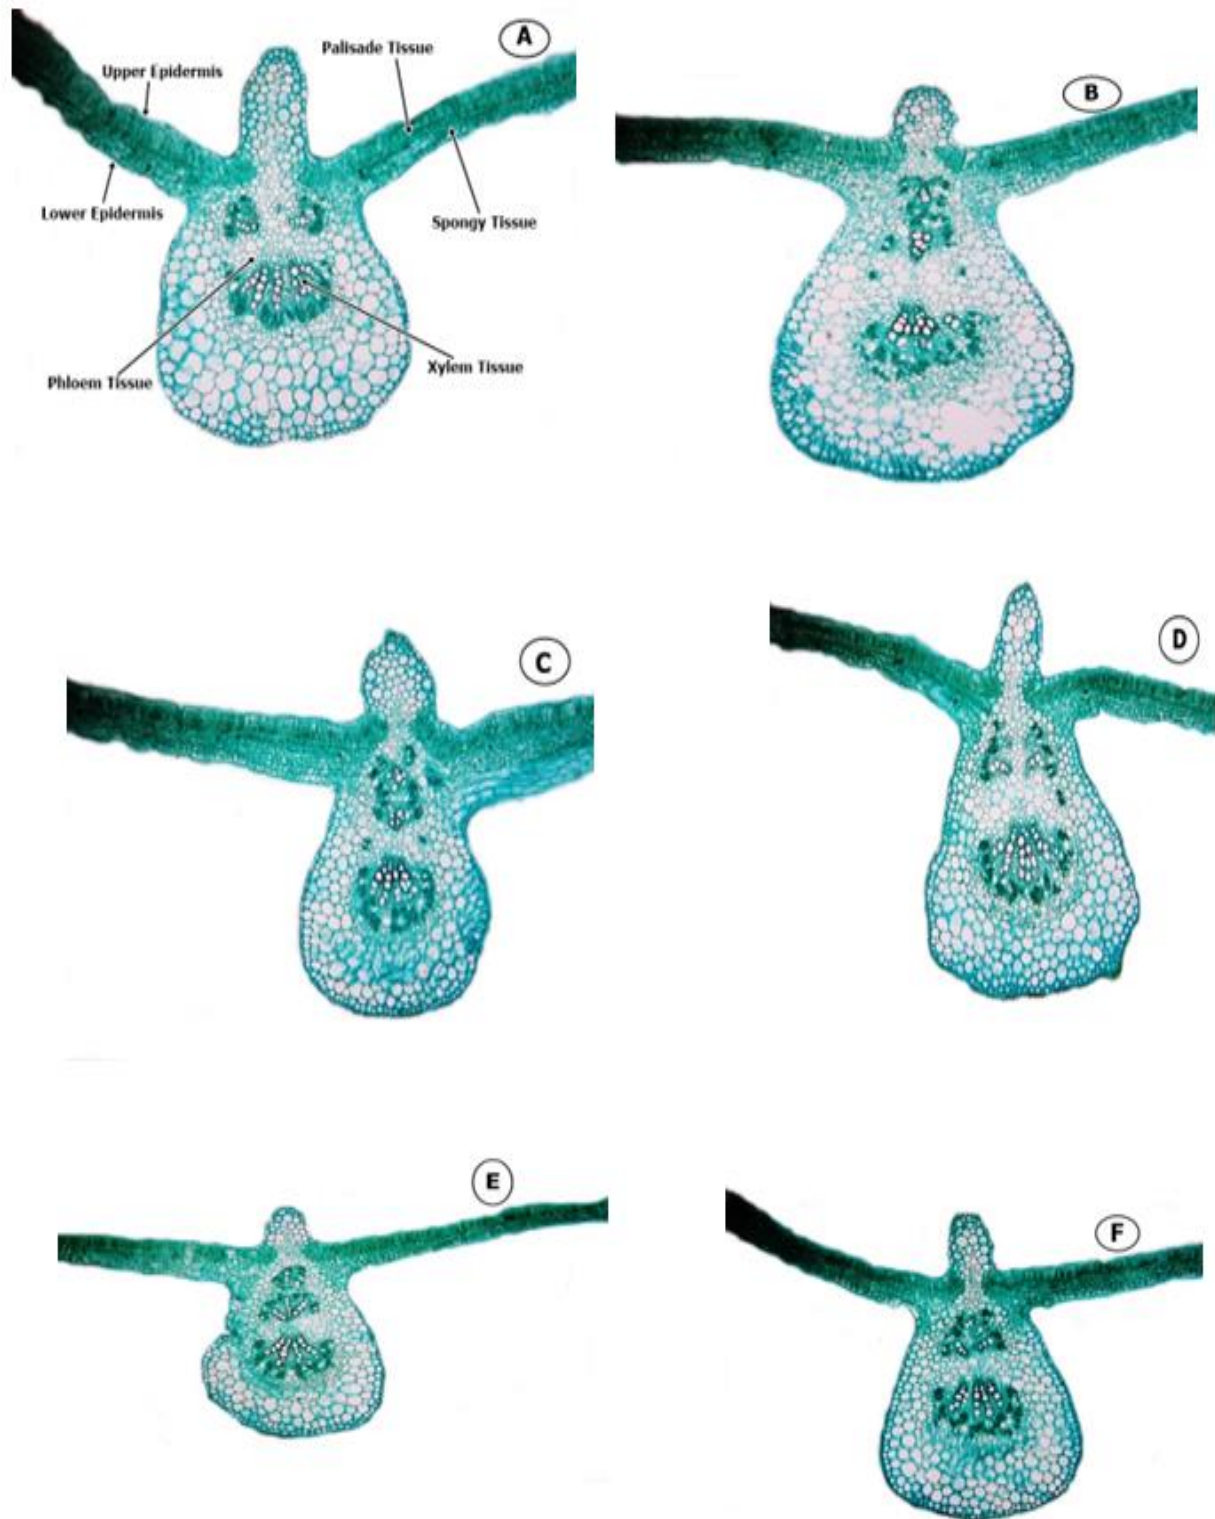 Palisade Tissue
A
Upper Epidermis
B
Lower Epidermis
Spongy Tissue
Phloem Tissue
Xylem Tissue
C
D
E
F